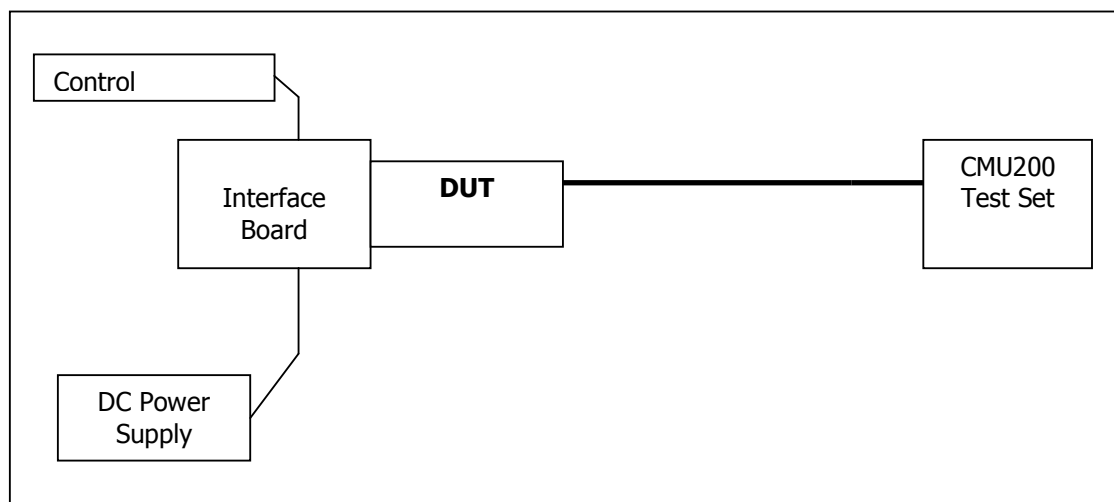 Control
Interface
Board
DUT
CMU200
Test Set
DC Power
Supply